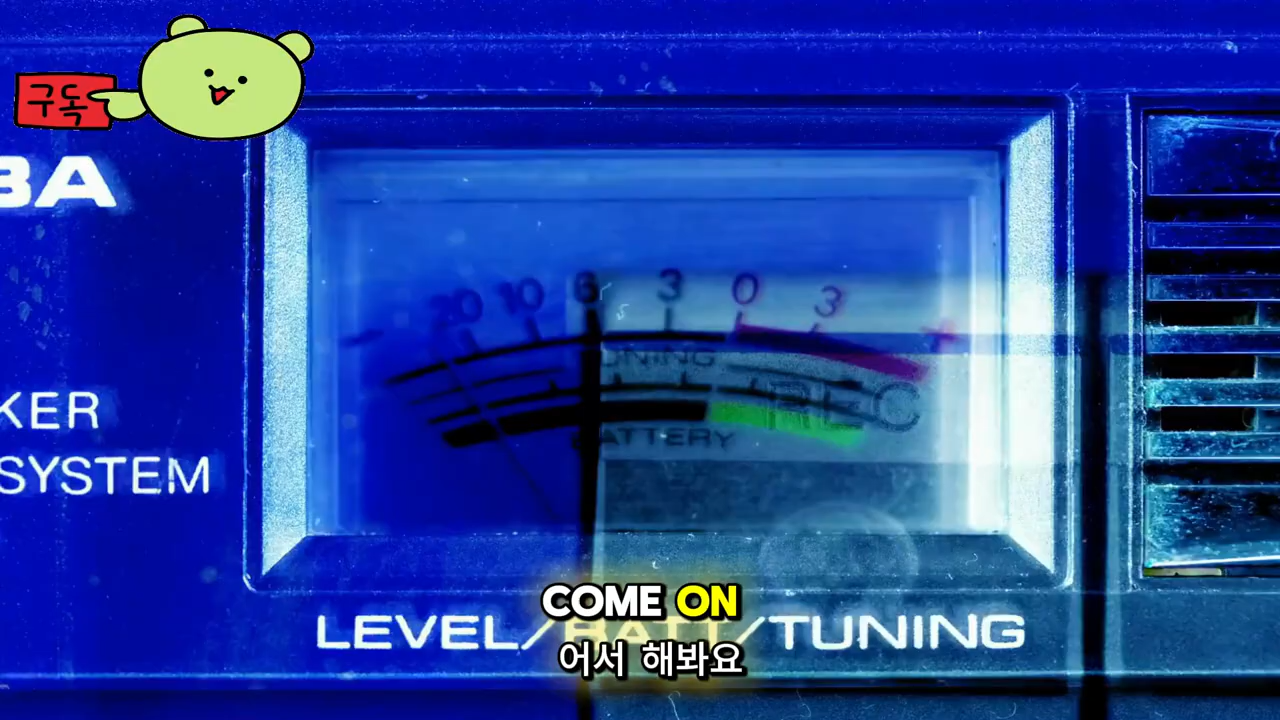 구독
BA
KER
SYSTEM
20 10 6 3 0 3 +
TUNING
REC
BATTERY
COME ON
LEVEL/BATT/TUNING
어서 해봐요